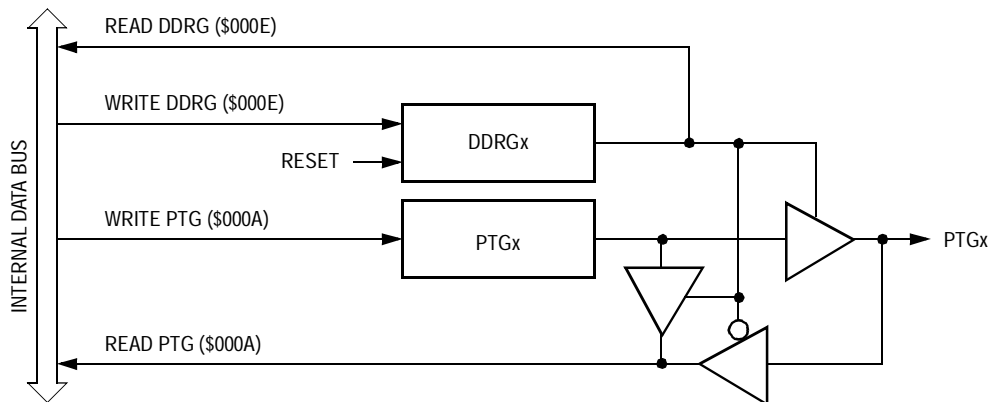 READ DDRG ($000E)
WRITE DDRG ($000E)
DDRGx
RESET
WRITE PTG ($000A)
PTGx
PTGx
READ PTG ($000A)
INTERNAL DATA BUS